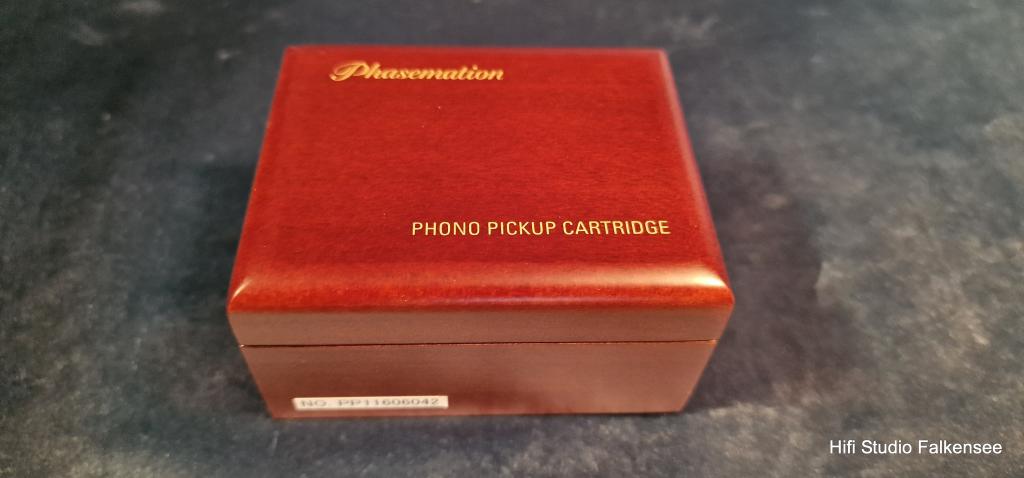 Phasemation
PHONO PICKUP CARTRIDGE
NO. PP11606042
Hifi Studio Falkensee